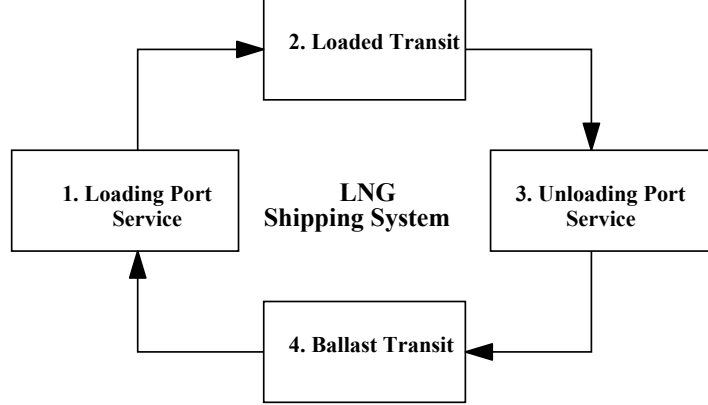 2. Loaded Transit
1. Loading Port
Service
LNG
Shipping System
3. Unloading Port
Service
4. Ballast Transit